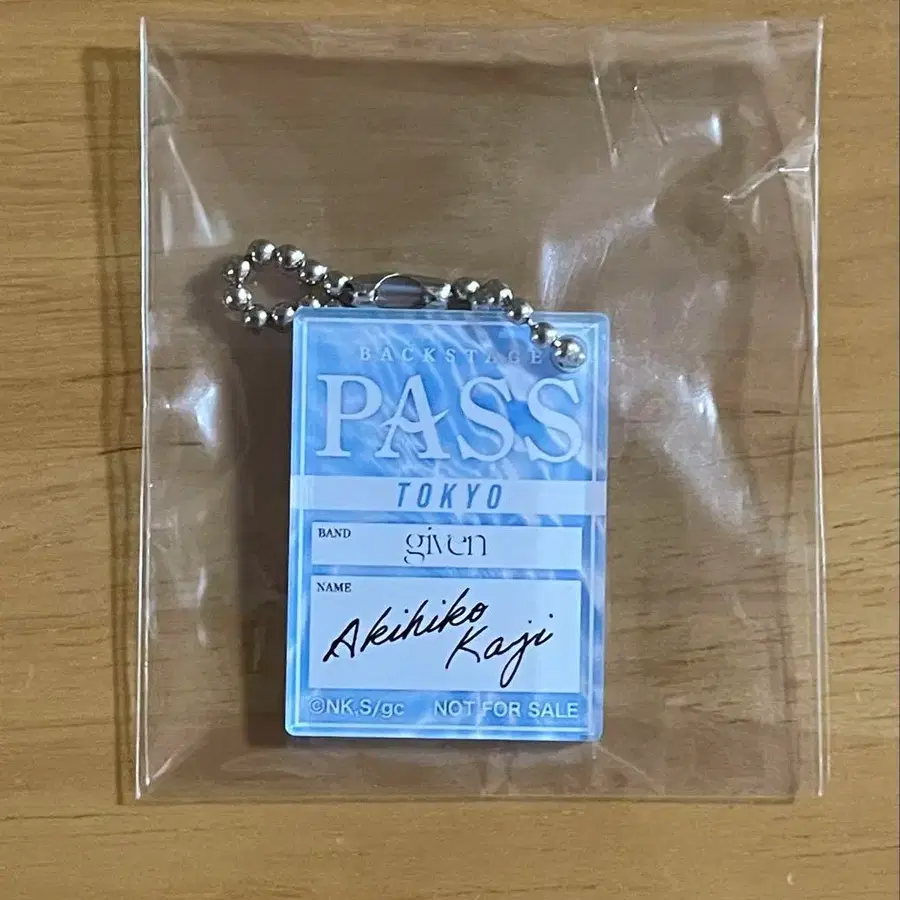 BACKSTAGE
PASS
TOKYO
BAND given
NAME
Akihiko
Kaji
©NK.S/gc NOT FOR SALE